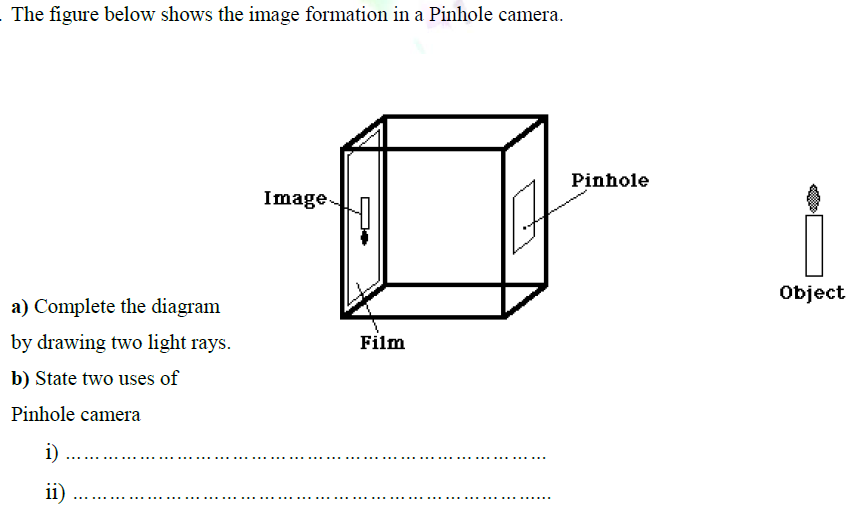 . The figure below shows the image formation in a Pinhole camera.
Pinhole
Image
Object
a) Complete the diagram
by drawing two light rays.
Film
b) State two uses of
Pinhole camera
i) ……………………………………………………………………
ii) ……………………………………………………………………